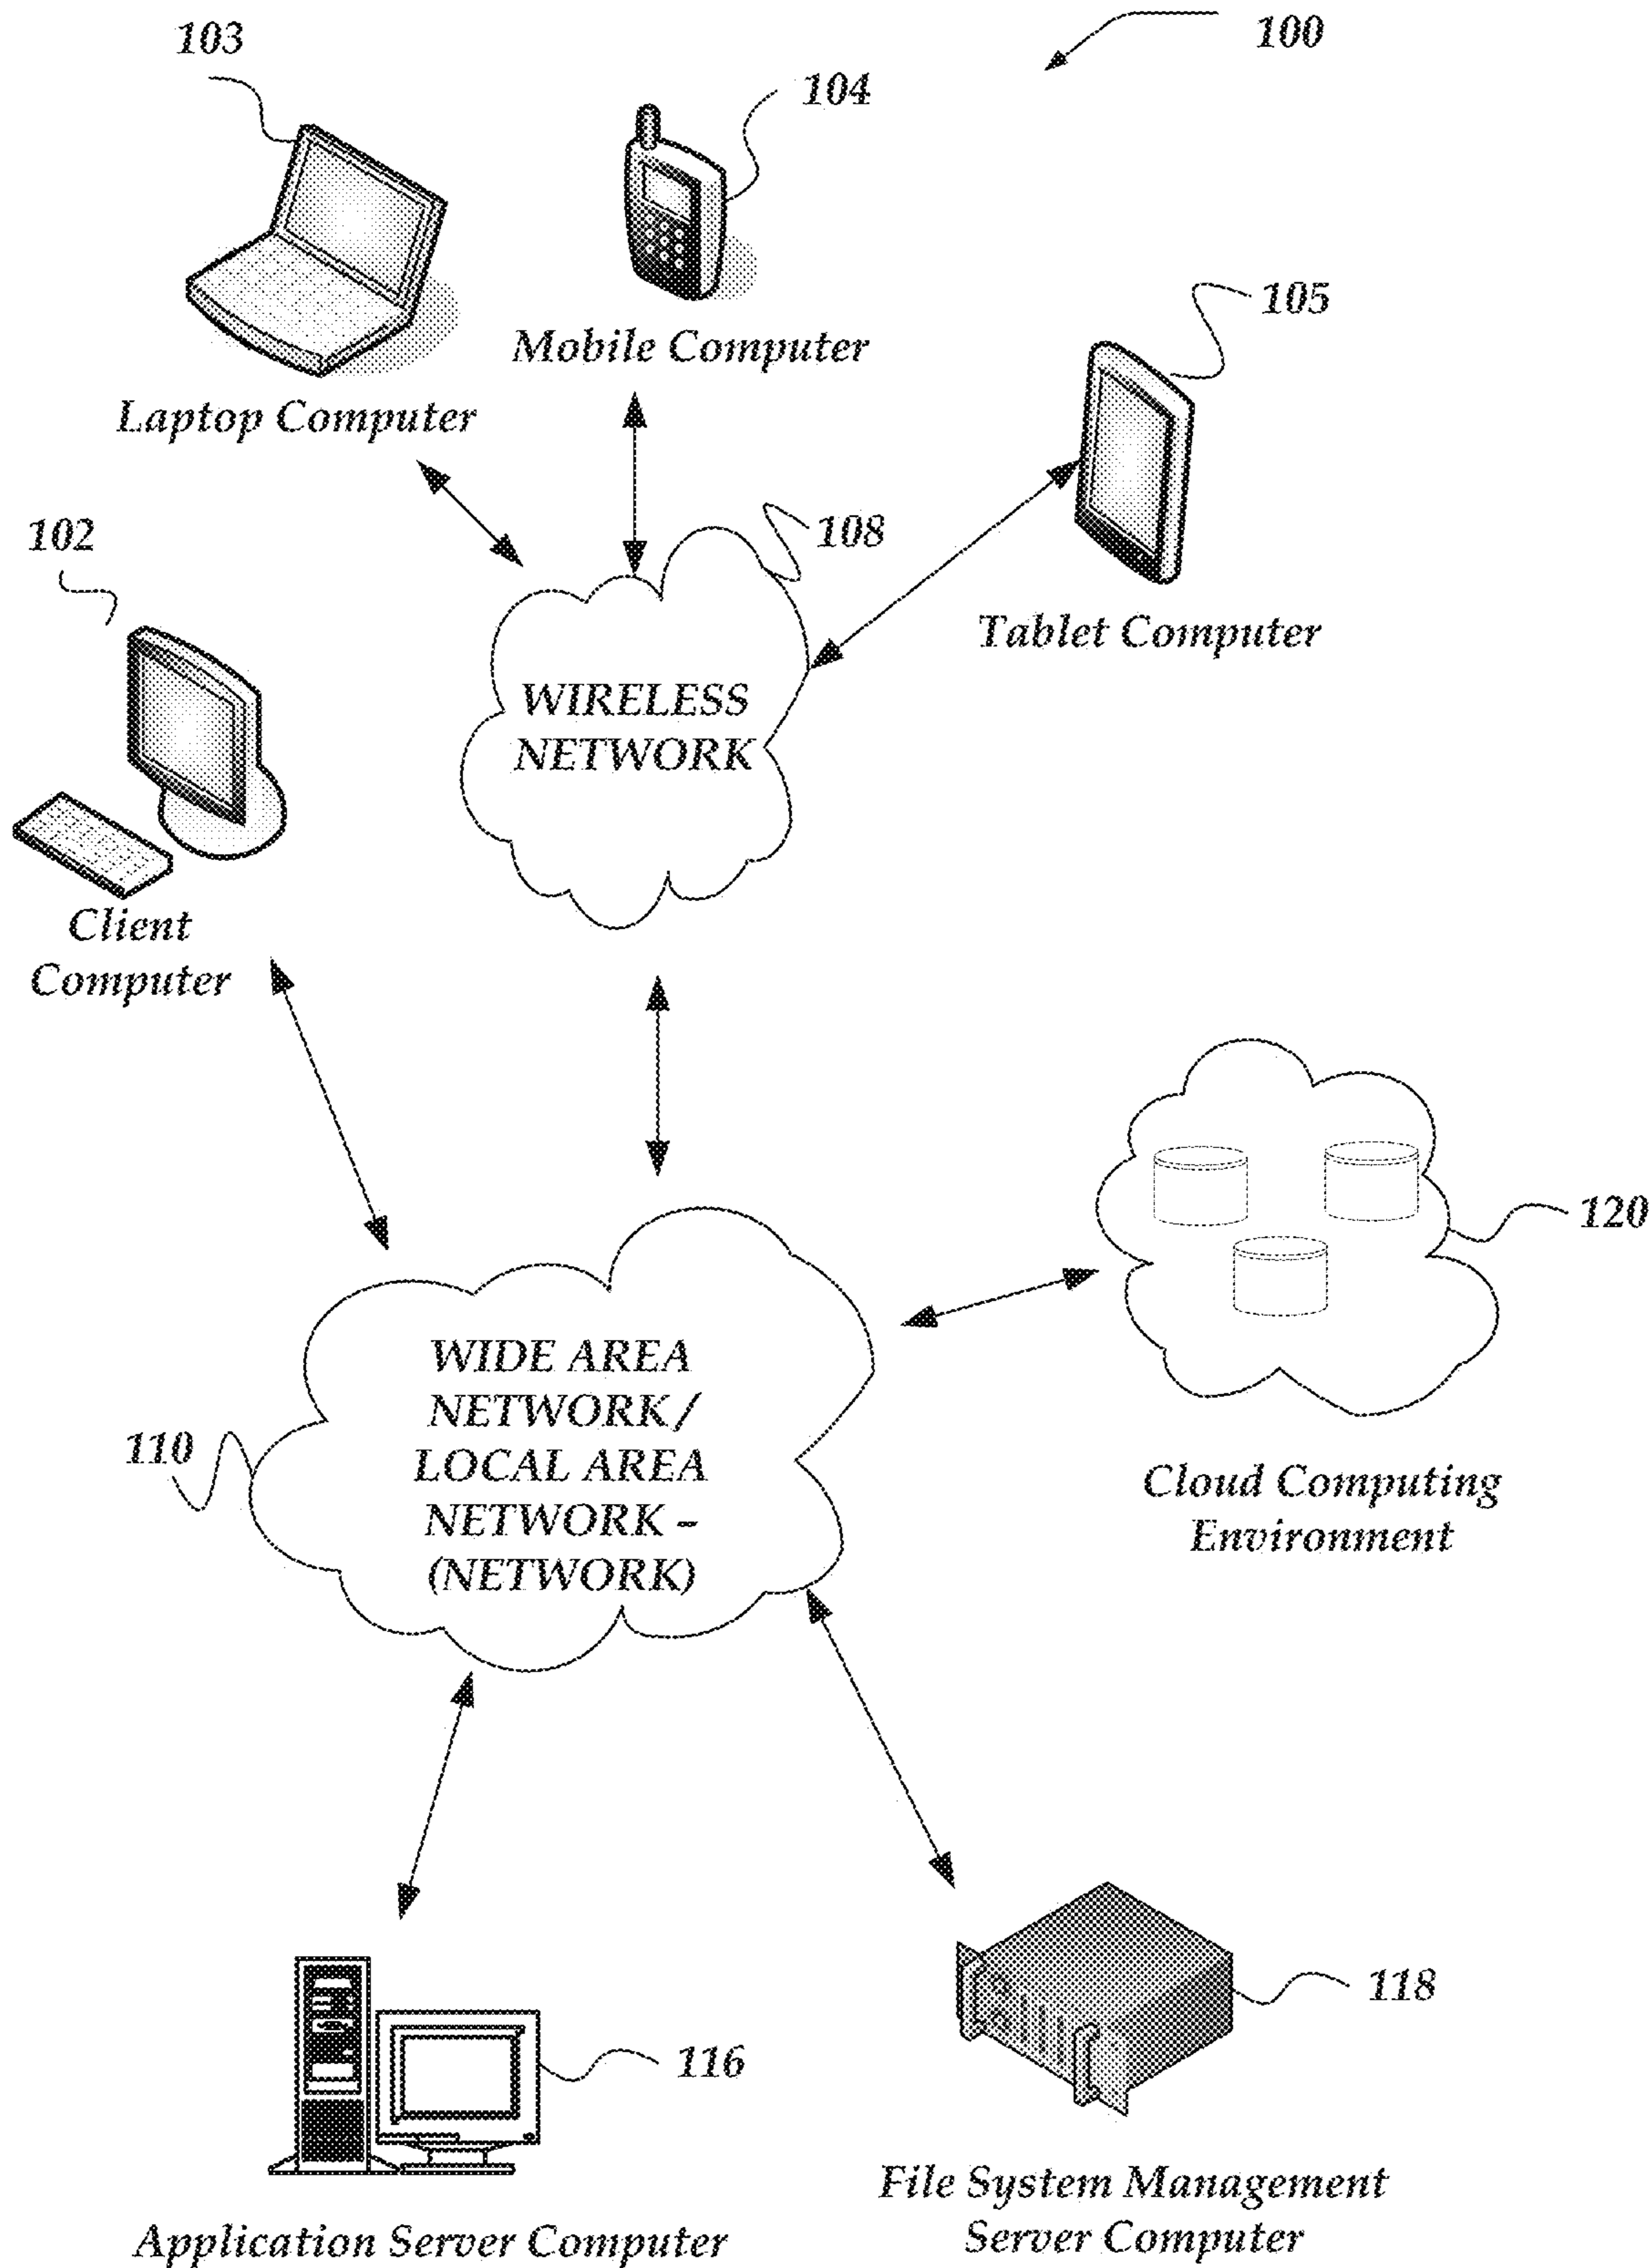 100
103
104
Mobile Computer
105
Laptop Computer
102
108
Tablet Computer
WIRELESS
NETWORK
Client
Computer
120
WIDE AREA
NETWORK/
LOCAL AREA
NETWORK –
(NETWORK)
110
Cloud Computing
Environment
118
116
File System Management
Server Computer
Application Server Computer